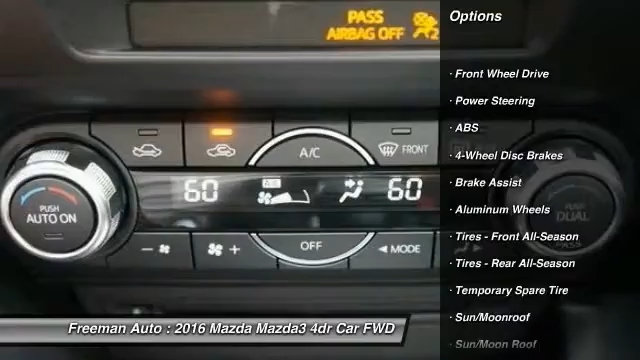 PASS
AIRBAG OFF
2
A/C
FRONT
PUSH
AUTO ON
60
A/C
60
PUSH
DUAL
PASS
OFF
MODE
Options
· Front Wheel Drive
· Power Steering
· ABS
· 4-Wheel Disc Brakes
· Brake Assist
· Aluminum Wheels
· Tires - Front All-Season
· Tires - Rear All-Season
· Temporary Spare Tire
· Sun/Moonroof
· Sun/Moon Roof
Freeman Auto : 2016 Mazda Mazda3 4dr Car FWD